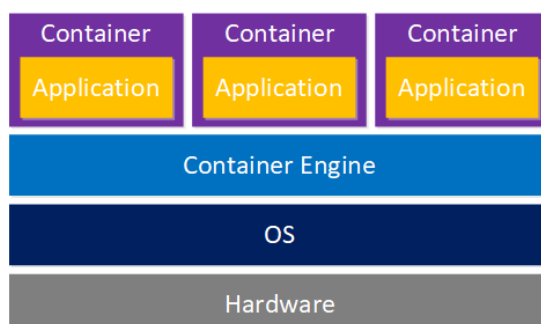 Container Container Container
Application Application Application
Container Engine
OS
Hardware